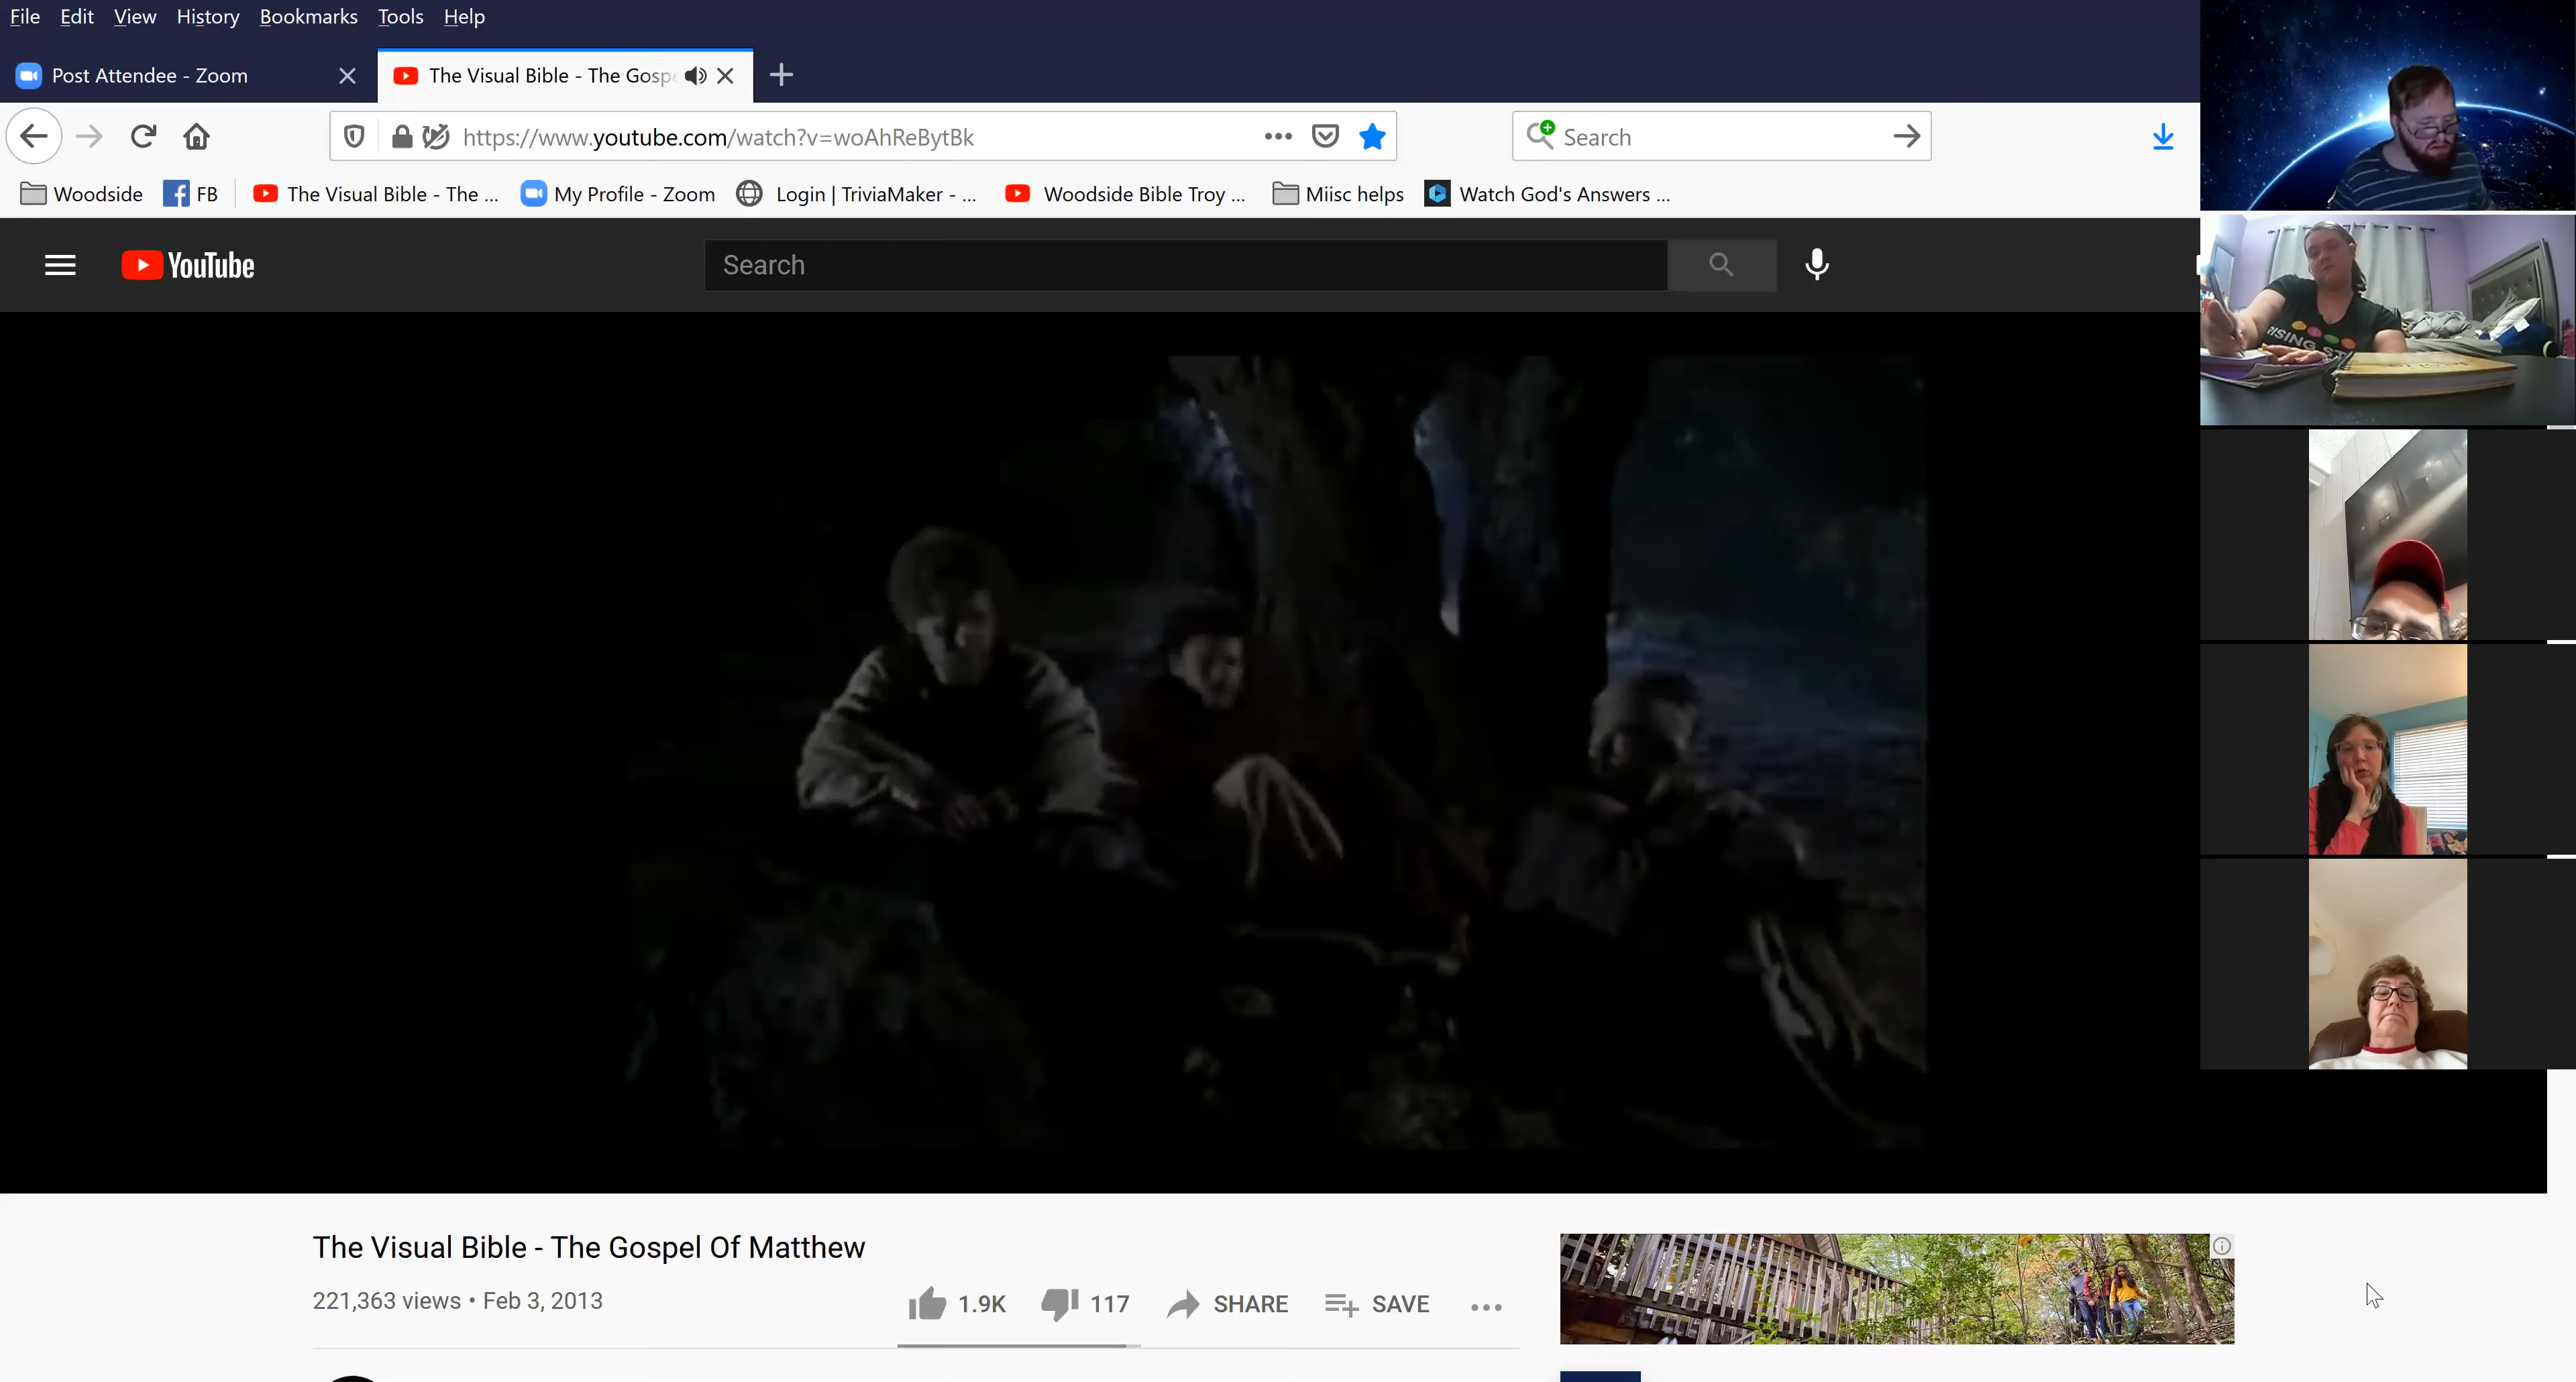 File Edit View History Bookmarks Tools Help
Post Attendee - Zoom
The Visual Bible - The Gospe
https://www.youtube.com/watch?v=woAhReBytBk
Search
Woodside
FB
The Visual Bible - The ...
My Profile - Zoom
Login | TriviaMaker - ...
Woodside Bible Troy ...
Miisc helps
Watch God's Answers ...
YouTube
Search
The Visual Bible - The Gospel Of Matthew
221,363 views • Feb 3, 2013
1.9K
117
SHARE
SAVE